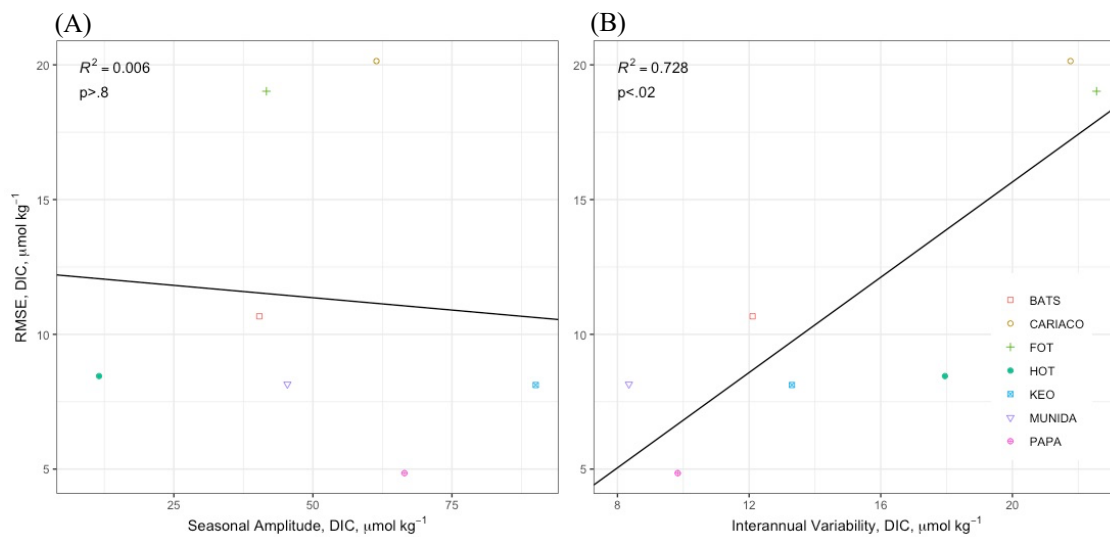 (A)
R² = 0.006
p>.8
20
15
10
5
RMSE, DIC, μmol kg⁻¹
25
50
75
Seasonal Amplitude, DIC, μmol kg⁻¹
(B)
R² = 0.728
p<.02
20
15
10
5
BATS
CARIACO
FOT
HOT
KEO
MUNIDA
PAPA
8
12
16
20
Interannual Variability, DIC, μmol kg⁻¹